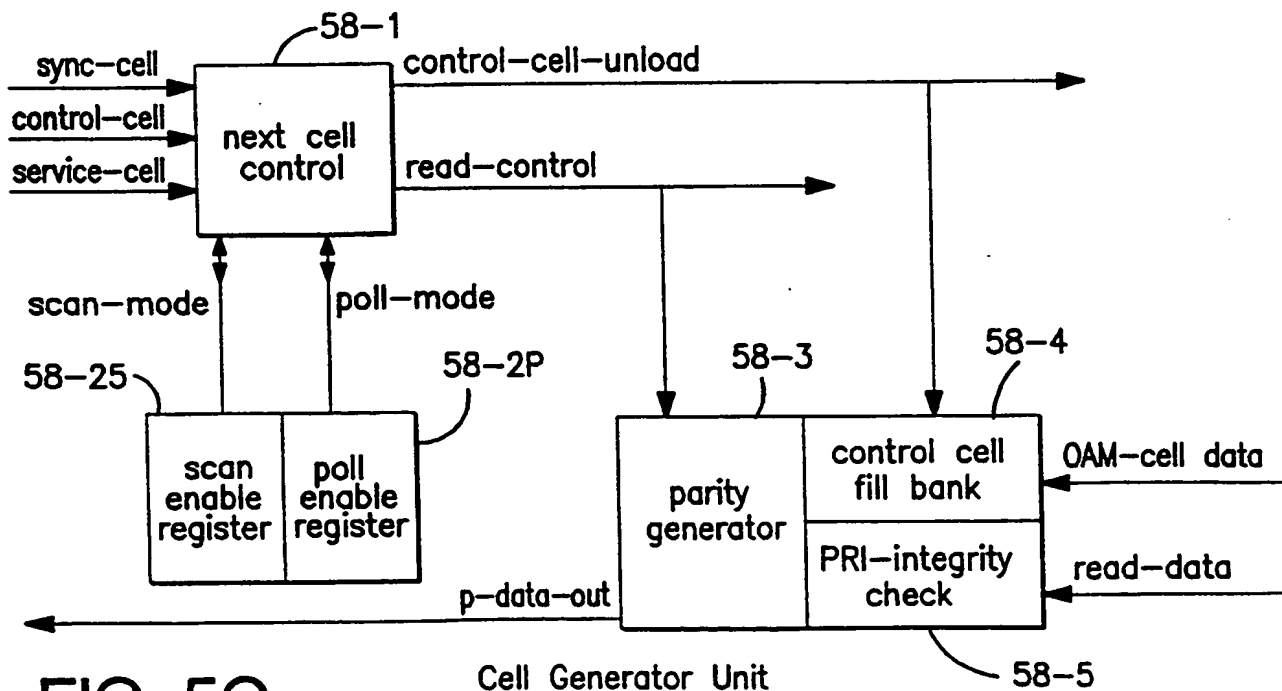 58-1
sync-cell
control-cell-unload
control-cell
next cell
control
service-cell
read-control
scan-mode
poll-mode
58-25
58-2P
58-3
58-4
scan
enable
register
poll
enable
register
parity
generator
control cell
fill bank
OAM-cell data
PRI-integrity
check
read-data
p-data-out
Cell Generator Unit
58-5